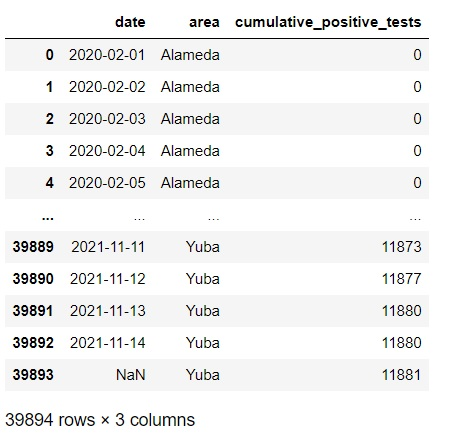 date area cumulative_positive_tests
0 2020-02-01 Alameda 0
1 2020-02-02 Alameda 0
2 2020-02-03 Alameda 0
3 2020-02-04 Alameda 0
4 2020-02-05 Alameda 0
... ... ... ...
39889 2021-11-11 Yuba 11873
39890 2021-11-12 Yuba 11877
39891 2021-11-13 Yuba 11880
39892 2021-11-14 Yuba 11880
39893 NaN Yuba 11881
39894 rows × 3 columns